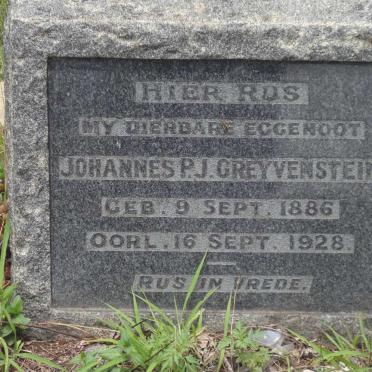 HIER RUS
MY DIERBARE EGGENOOT
JOHANNES P.J. GREYVENSTEIN
GEB. 9 SEPT. 1886
OORL. 16 SEPT. 1928.
RUS IN VREDE.